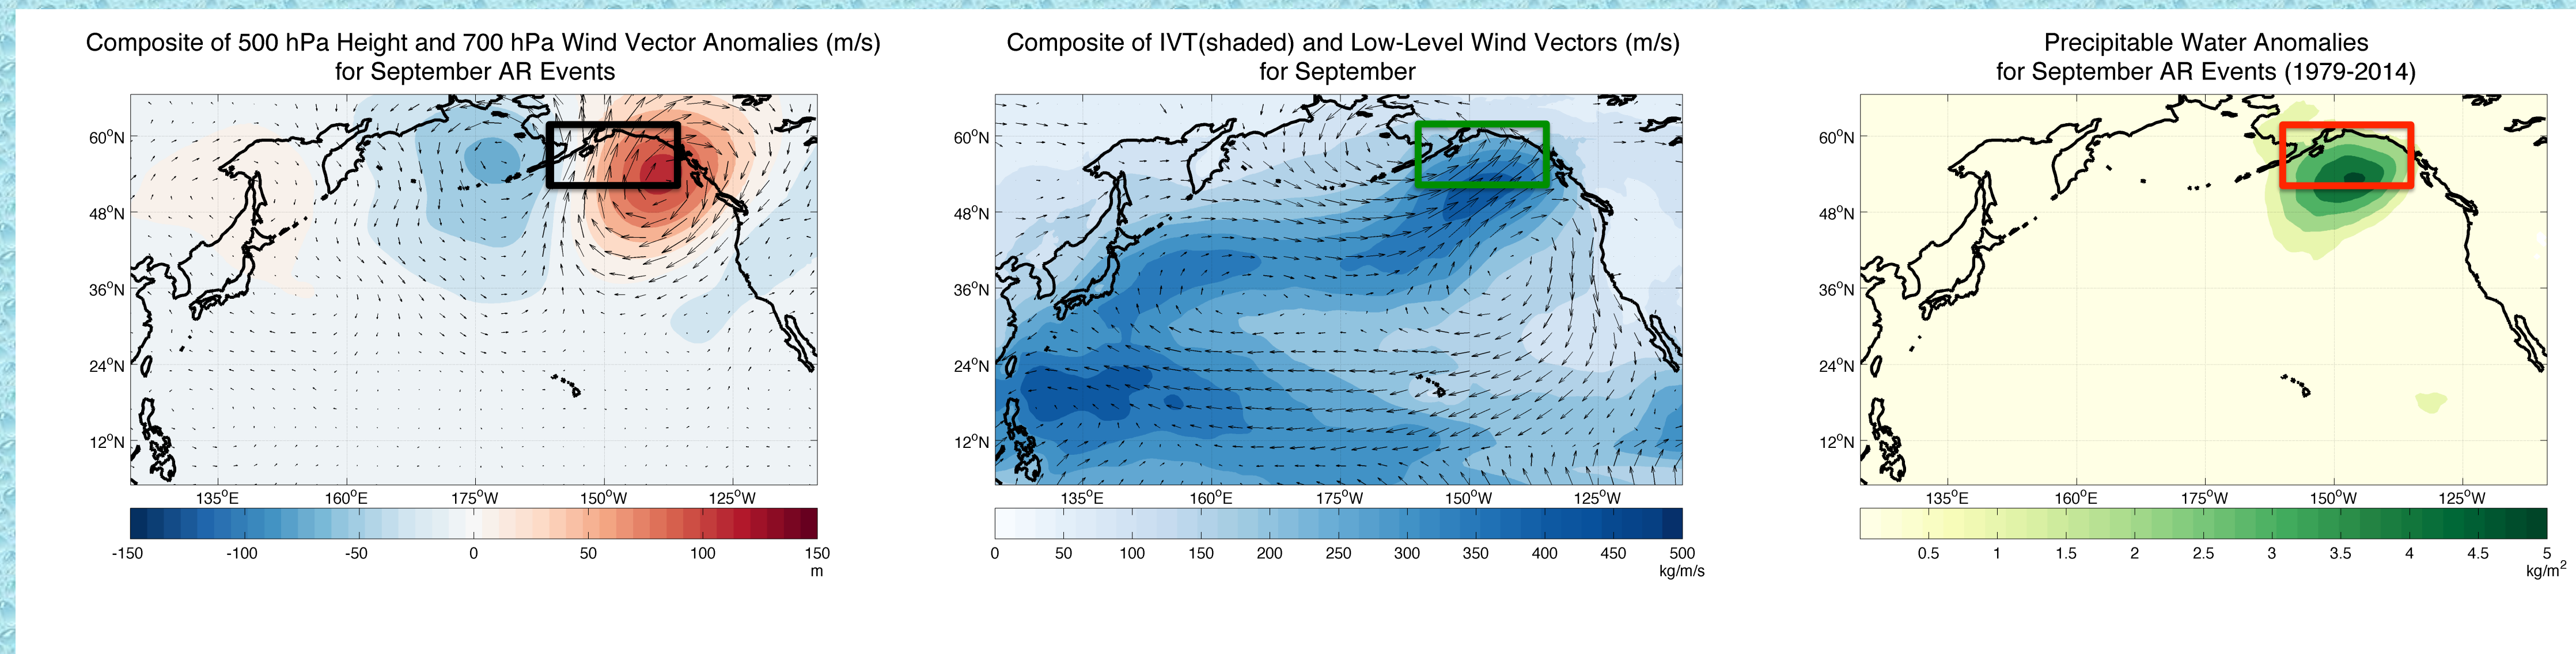 Composite of 500 hPa Height and 700 hPa Wind Vector Anomalies (m/s)
for September AR Events
60°N
48°N
36°N
24°N
12°N
135°E 160°E 175°W 150°W 125°W
-150 -100 -50 0 50 100 150
m
Composite of IVT(shaded) and Low-Level Wind Vectors (m/s)
for September
60°N
48°N
36°N
24°N
12°N
135°E 160°E 175°W 150°W 125°W
0 50 100 150 200 250 300 350 400 450 500
kg/m/s
Precipitable Water Anomalies
for September AR Events (1979-2014)
60°N
48°N
36°N
24°N
12°N
135°E 160°E 175°W 150°W 125°W
0.5 1 1.5 2 2.5 3 3.5 4 4.5 5
kg/m²